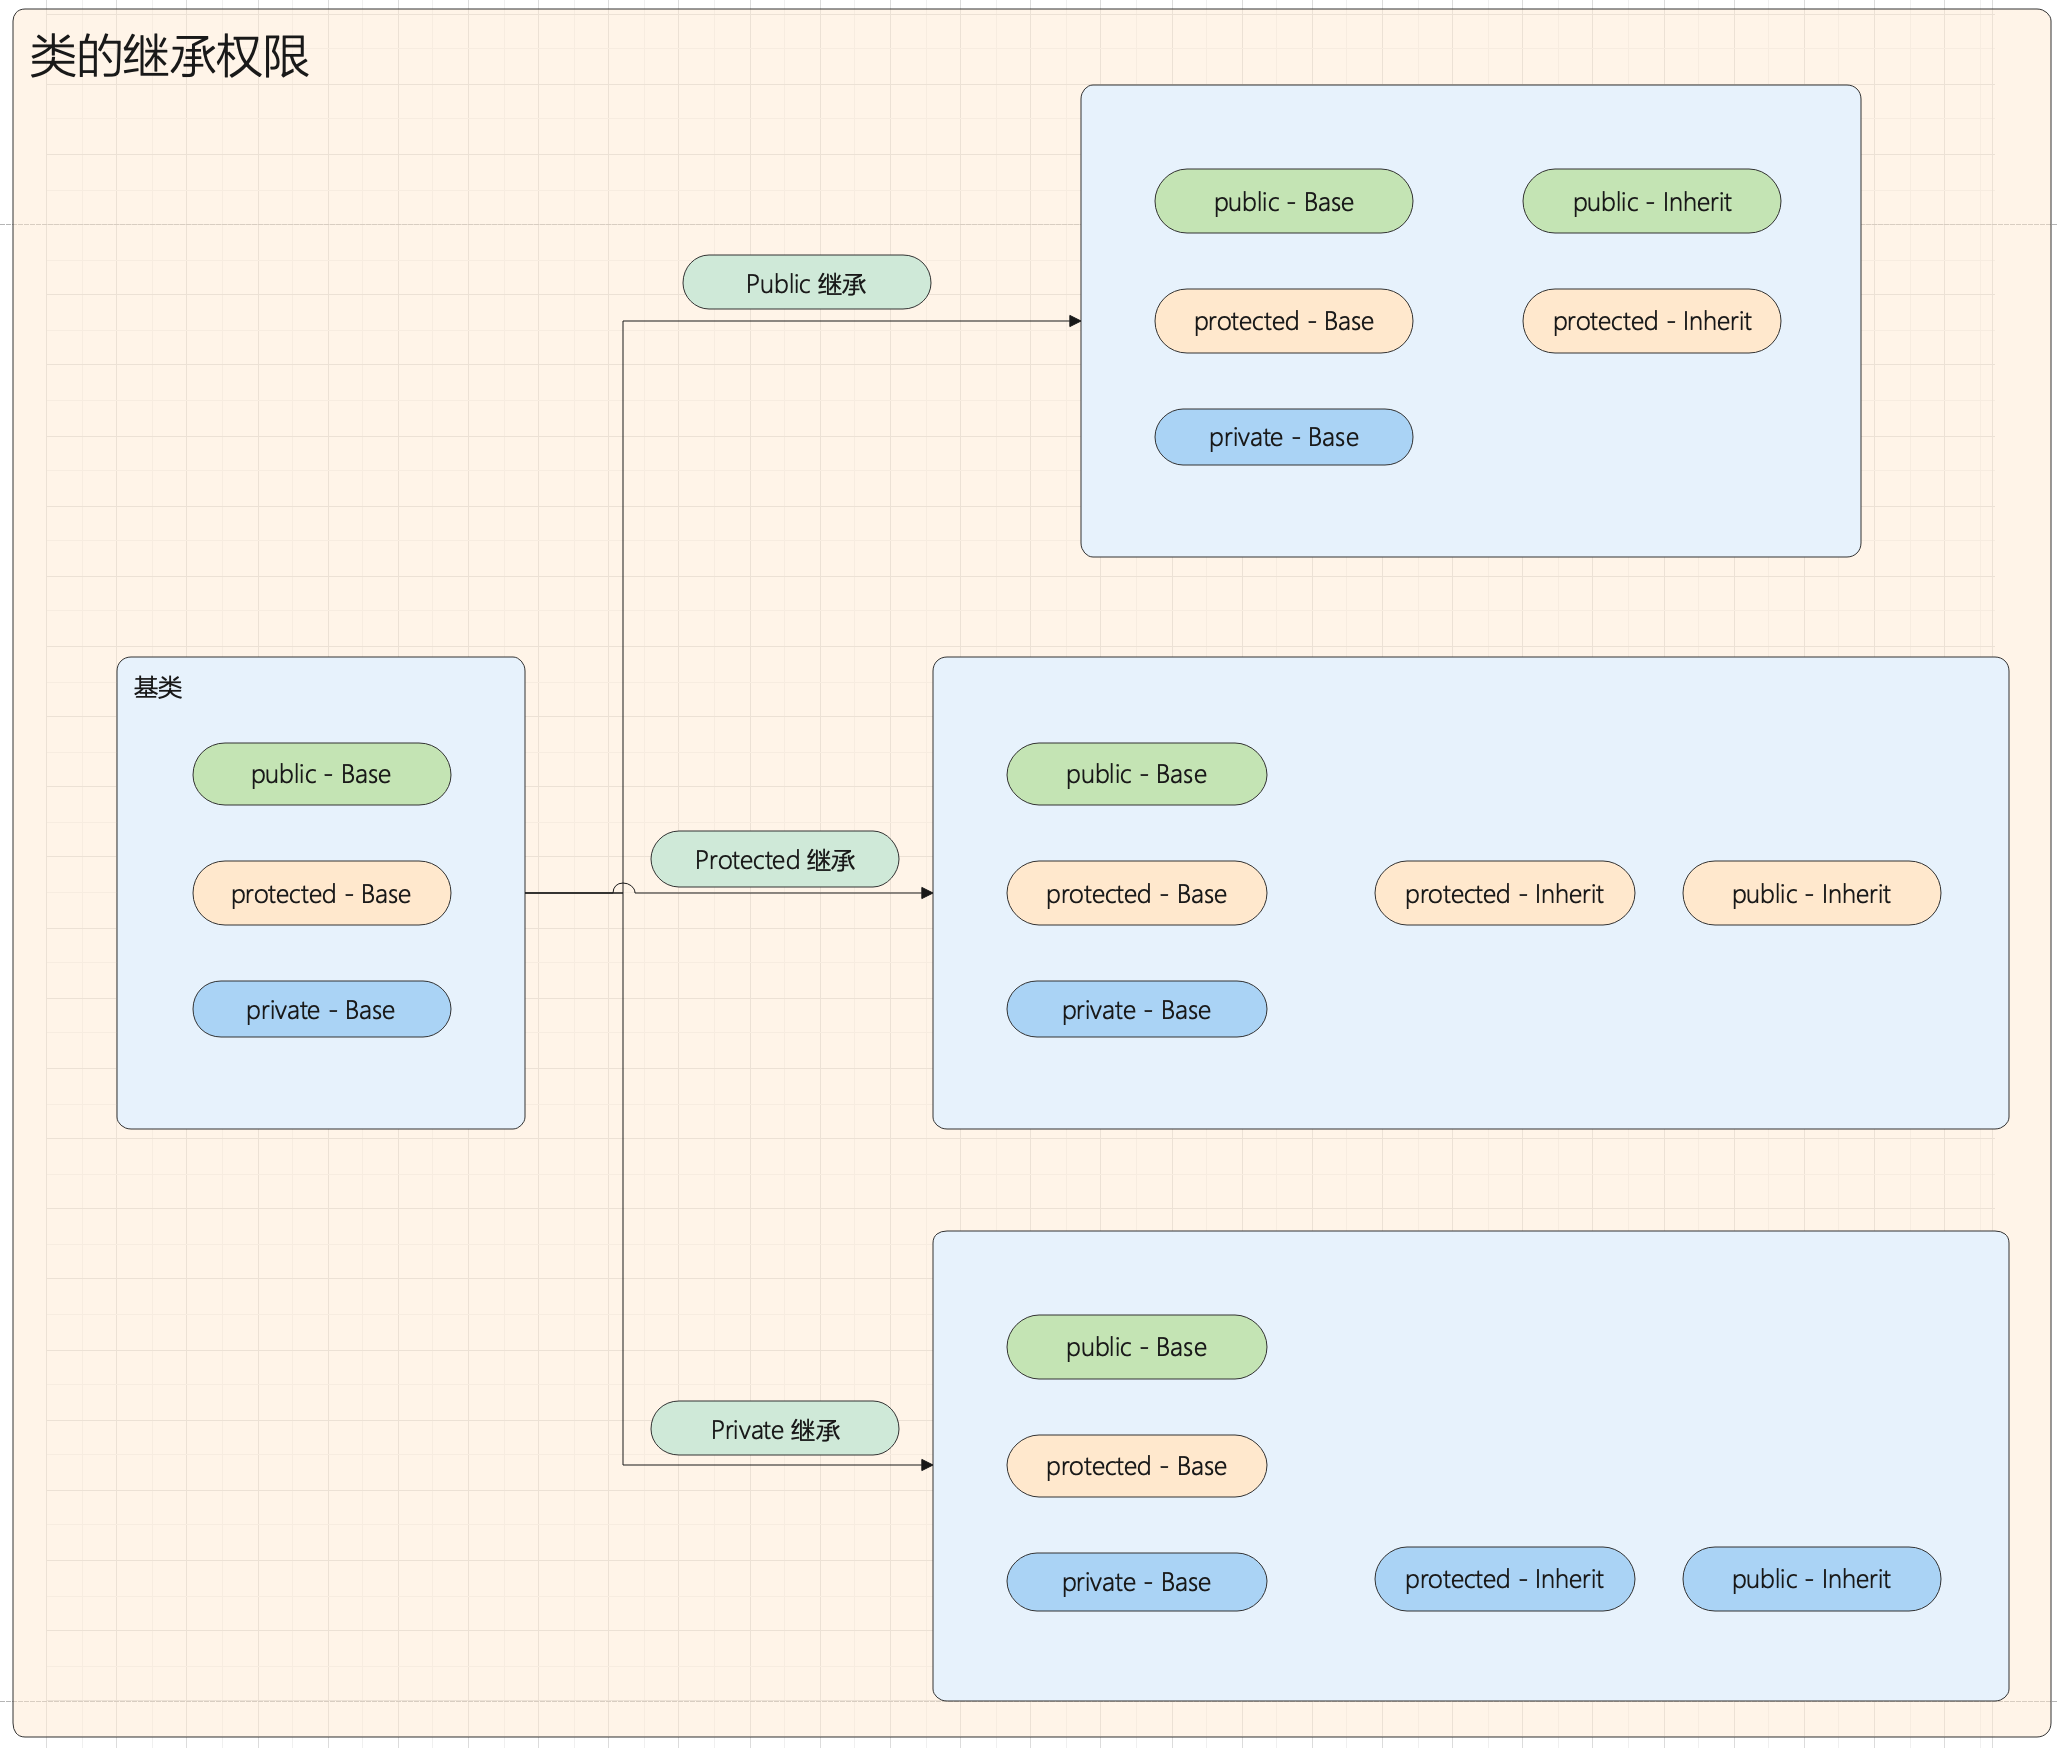 类的继承权限
public - Base
public - Inherit
Public 继承
protected - Base
protected - Inherit
private - Base
基类
public - Base
protected - Base
private - Base
Protected 继承
public - Base
protected - Base
protected - Inherit
public - Inherit
private - Base
Private 继承
public - Base
protected - Base
private - Base
protected - Inherit
public - Inherit